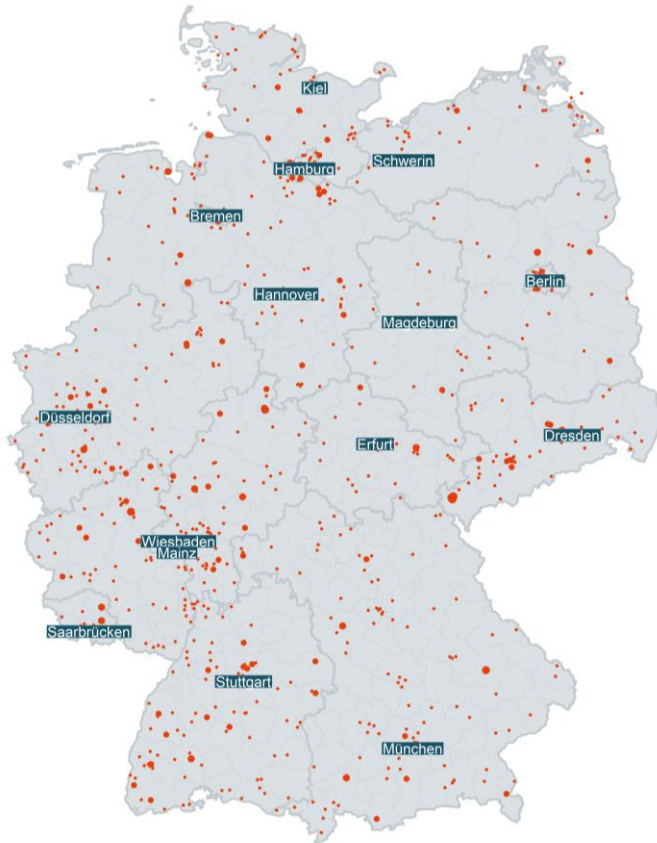 Kiel
Schwerin
Hamburg
Bremen
Berlin
Hannover
Magdeburg
Düsseldorf
Dresden
Erfurt
Wiesbaden
Mainz
Saarbrücken
Stuttgart
München